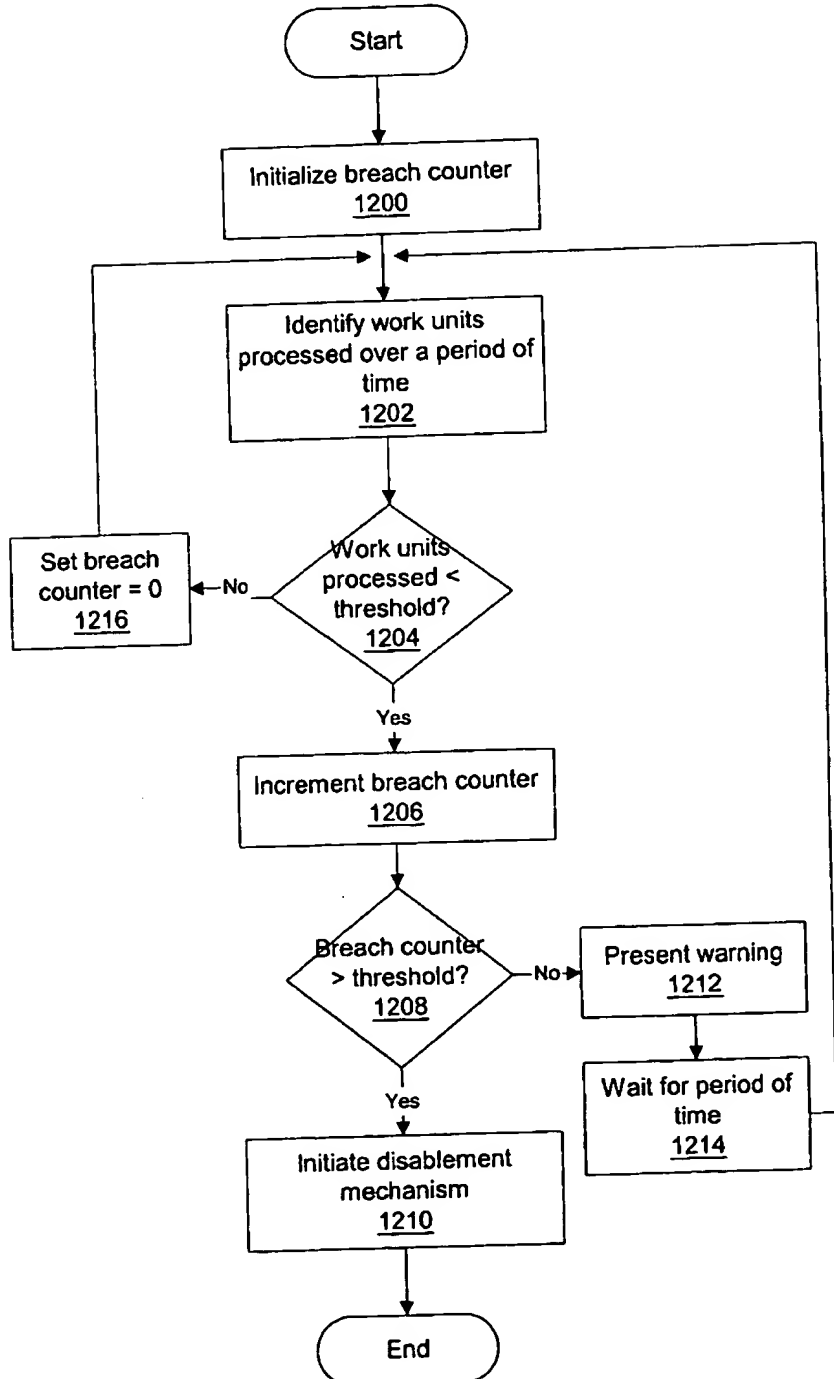 Start
Initialize breach counter
1200
Identify work units
processed over a period of
time
1202
Work units
processed <
threshold?
1204
No
Set breach
counter = 0
1216
Yes
Increment breach counter
1206
Breach counter
> threshold?
1208
No
Present warning
1212
Wait for period of
time
1214
Yes
Initiate disablement
mechanism
1210
End